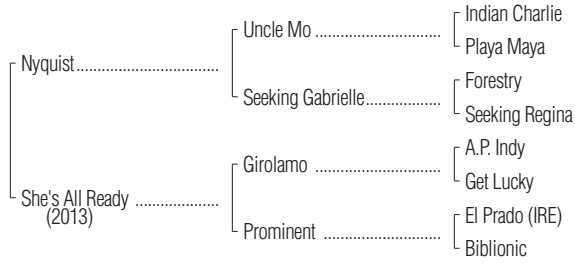 Indian Charlie
Uncle Mo
Playa Maya
Nyquist
Forestry
Seeking Gabrielle
Seeking Regina
A.P. Indy
Girolamo
Get Lucky
She's All Ready
(2013)
El Prado (IRE)
Prominent
Biblionic